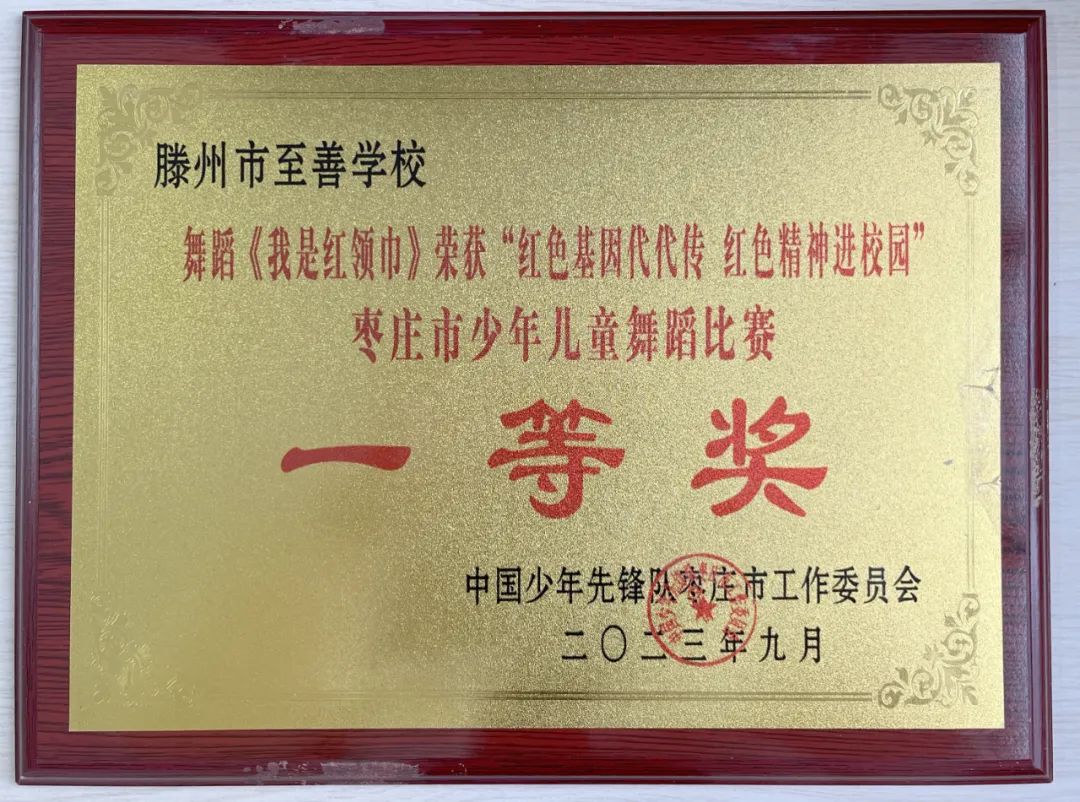 滕州市至善学校
舞蹈《我是红领巾》荣获“红色基因代代传 红色精神进校园”
枣庄市少年儿童舞蹈比赛
一等奖
中国少年先锋队枣庄市工作委员会
二〇二三年九月